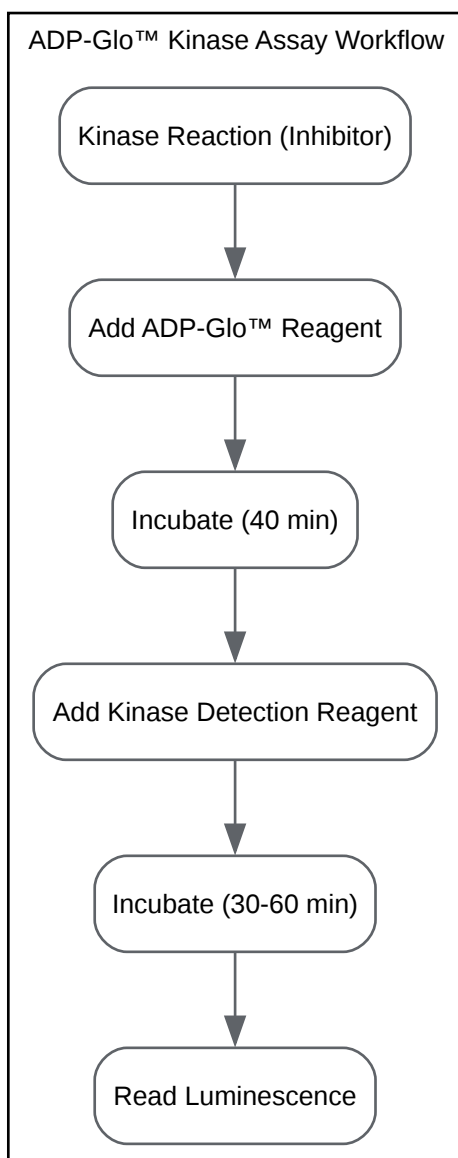 ADP-Glo™ Kinase Assay Workflow
Kinase Reaction (Inhibitor)
Add ADP-Glo™ Reagent
Incubate (40 min)
Add Kinase Detection Reagent
Incubate (30-60 min)
Read Luminescence